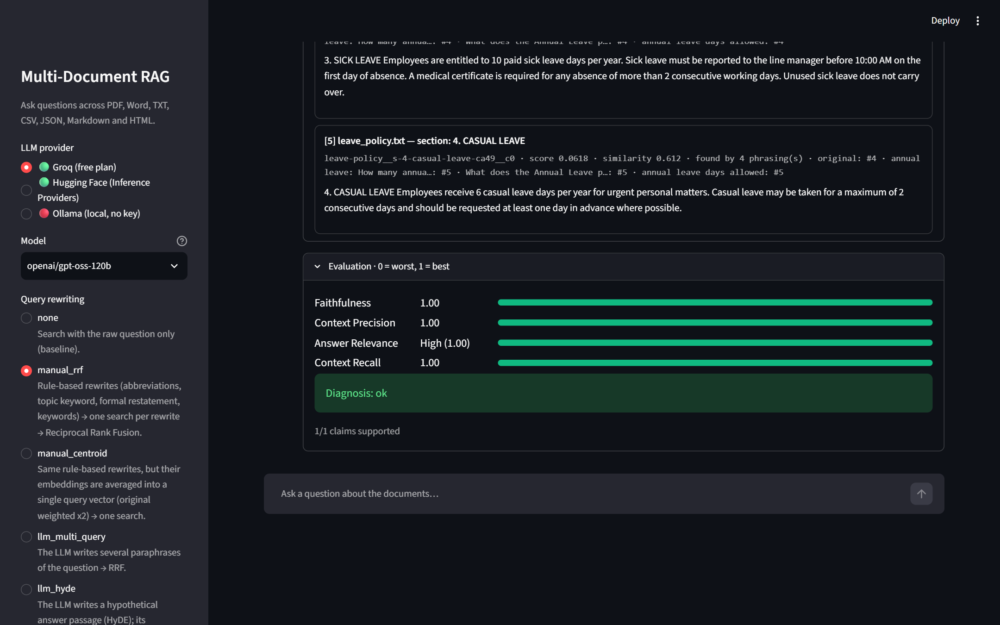 Deploy
Multi-Document RAG
Ask questions across PDF, Word, TXT,
CSV, JSON, Markdown and HTML.
LLM provider
Groq (free plan)
Hugging Face (Inference
Providers)
Ollama (local, no key)
Model
openai/gpt-oss-120b
Query rewriting
none
Search with the raw question only
(baseline).
manual_rrf
Rule-based rewrites (abbreviations,
topic keyword, formal restatement,
keywords) → one search per rewrite
→ Reciprocal Rank Fusion.
manual_centroid
Same rule-based rewrites, but their
embeddings are averaged into a
single query vector (original
weighted x2) → one search.
llm_multi_query
The LLM writes several paraphrases
of the question → RRF.
llm_hyde
The LLM writes a hypothetical
answer passage (HyDE); its
leave: How many annua…: #4 · What does the Annual Leave p…: #4 · annual leave days allowed: #4
3. SICK LEAVE Employees are entitled to 10 paid sick leave days per year. Sick leave must be reported to the line manager before 10:00 AM on the
first day of absence. A medical certificate is required for any absence of more than 2 consecutive working days. Unused sick leave does not carry
over.
[5] leave_policy.txt — section: 4. CASUAL LEAVE
leave-policy__s-4-casual-leave-ca49__c0 · score 0.0618 · similarity 0.612 · found by 4 phrasing(s) · original: #4 · annual
leave: How many annua…: #5 · What does the Annual Leave p…: #5 · annual leave days allowed: #5
4. CASUAL LEAVE Employees receive 6 casual leave days per year for urgent personal matters. Casual leave may be taken for a maximum of 2
consecutive days and should be requested at least one day in advance where possible.
Evaluation · 0 = worst, 1 = best
Faithfulness 1.00
Context Precision 1.00
Answer Relevance High (1.00)
Context Recall 1.00
Diagnosis: ok
1/1 claims supported
Ask a question about the documents…